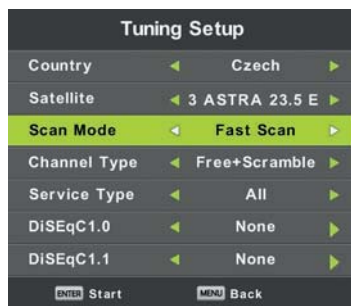 Tuning Setup
Country Czech
Satellite 3 ASTRA 23.5 E
Scan Mode Fast Scan
Channel Type Free+Scramble
Service Type All
DiSEqC1.0 None
DiSEqC1.1 None
ENTER Start MENU Back